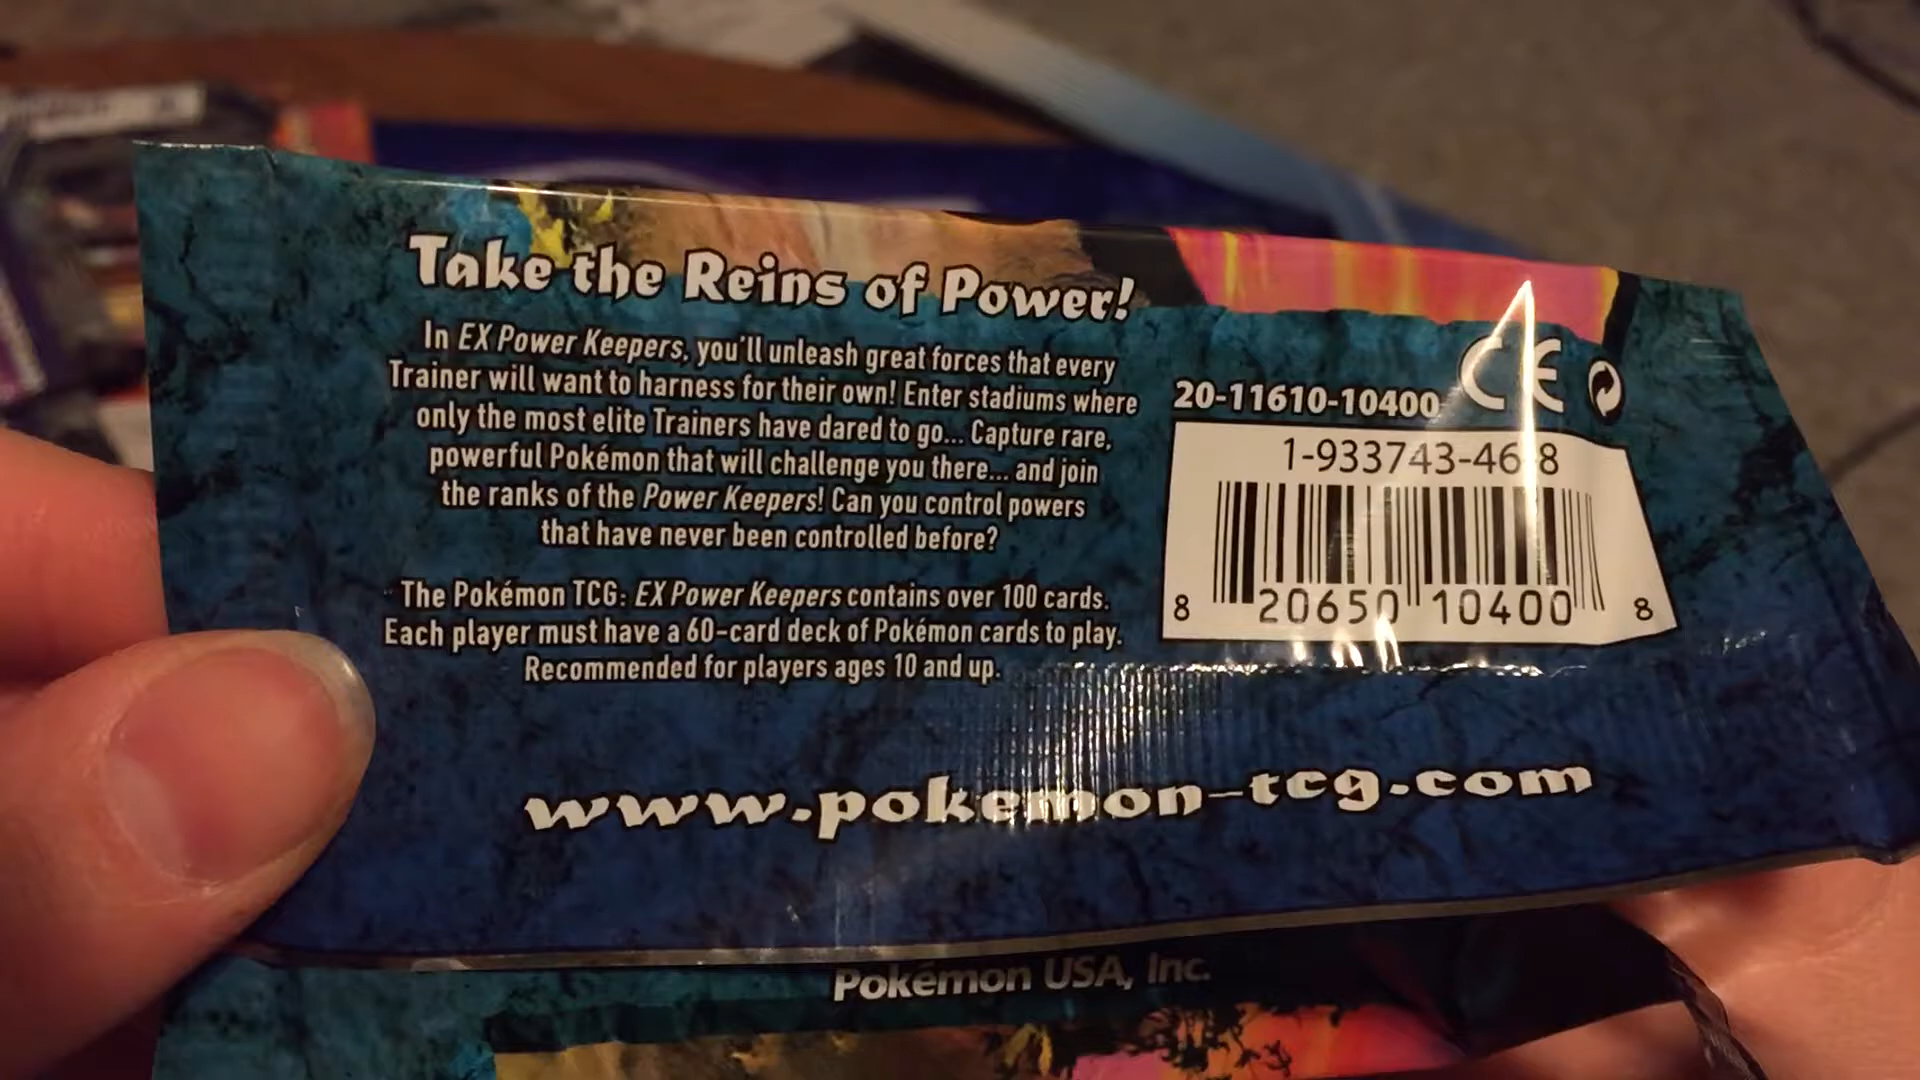 Take the Reins of Power!
In EX Power Keepers, you'll unleash great forces that every
Trainer will want to harness for their own! Enter stadiums where
only the most elite Trainers have dared to go... Capture rare,
powerful Pokémon that will challenge you there... and join
the ranks of the Power Keepers! Can you control powers
that have never been controlled before?
The Pokémon TCG: EX Power Keepers contains over 100 cards.
Each player must have a 60-card deck of Pokémon cards to play.
Recommended for players ages 10 and up.
20-11610-10400 CE
1-933743-46-8
8 20650 10400 8
www.pokemon-tcg.com
Pokémon USA, Inc.